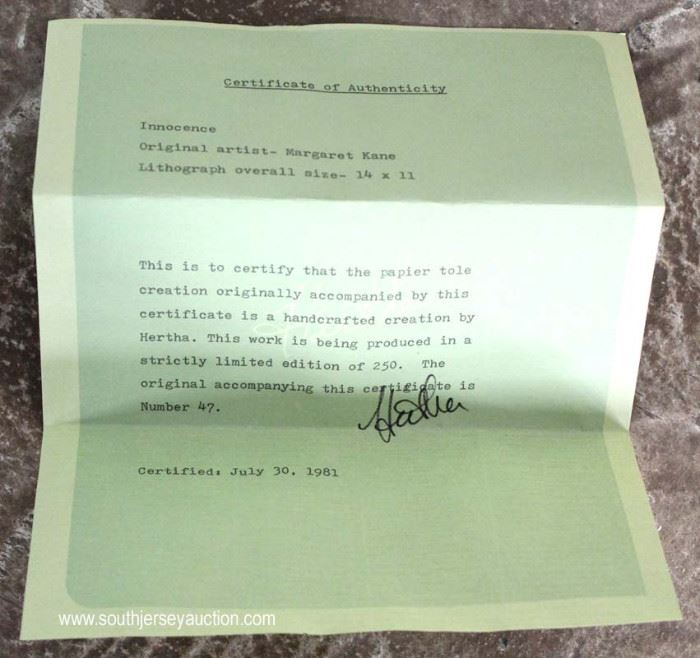 Certificate of Authenticity
Innocence
Original artist- Margaret Kane
Lithograph overall size- 14 x 11
This is to certify that the papier tole
creation originally accompanied by this
certificate is a handcrafted creation by
Hertha. This work is being produced in a
strictly limited edition of 250. The
original accompanying this certificate is
Number 47.
Hertha
Certified: July 30, 1981
www.southjerseyauction.com